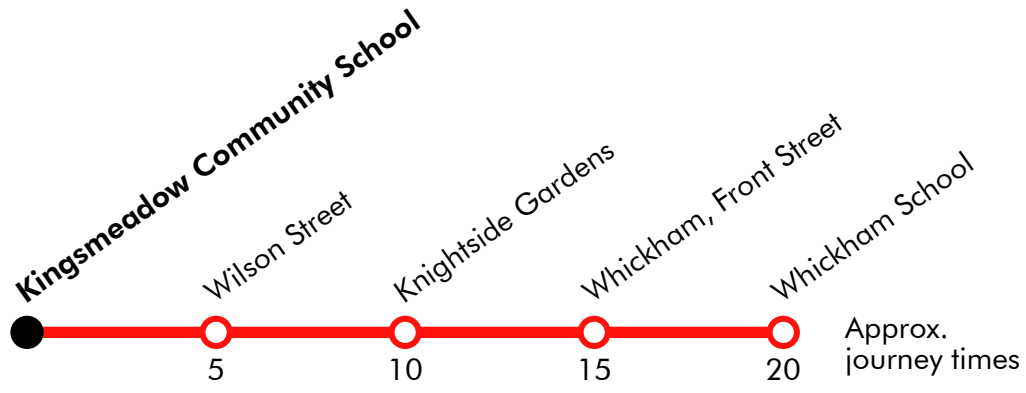 Kingsmeadow Community School
Wilson Street
Knightside Gardens
Whickham, Front Street
Whickham School
5
10
15
20
Approx.
journey times